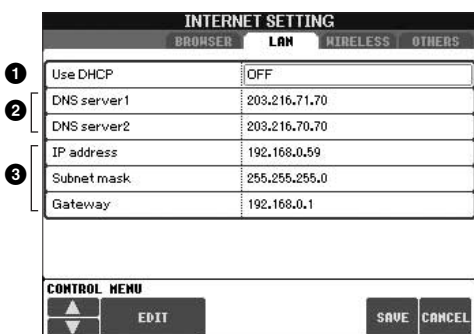 INTERNET SETTING
BROWSER LAN WIRELESS OTHERS
1 Use DHCP OFF
2 DNS server1 203.216.71.70
DNS server2 203.216.70.70
IP address 192.168.0.59
3 Subnet mask 255.255.255.0
Gateway 192.168.0.1
CONTROL MENU
EDIT SAVE CANCEL